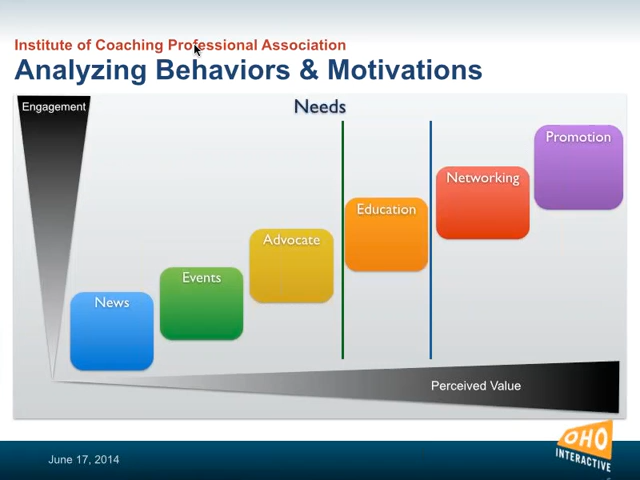 Institute of Coaching Professional Association
Analyzing Behaviors & Motivations
Engagement
Needs
Promotion
Networking
Education
Advocate
Events
News
Perceived Value
June 17, 2014
OHO
INTERACTIVE